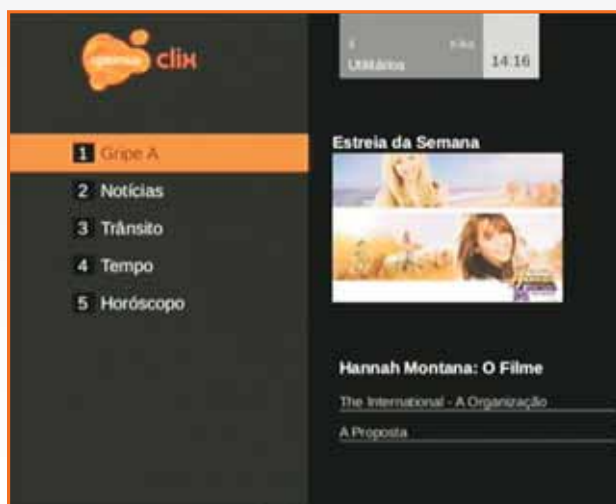 optimus clix
Utilitários
14:16
1 Gripe A
2 Notícias
3 Trânsito
4 Tempo
5 Horóscopo
Estreia da Semana
Hannah Montana: O Filme
The International - A Organização
A Proposta